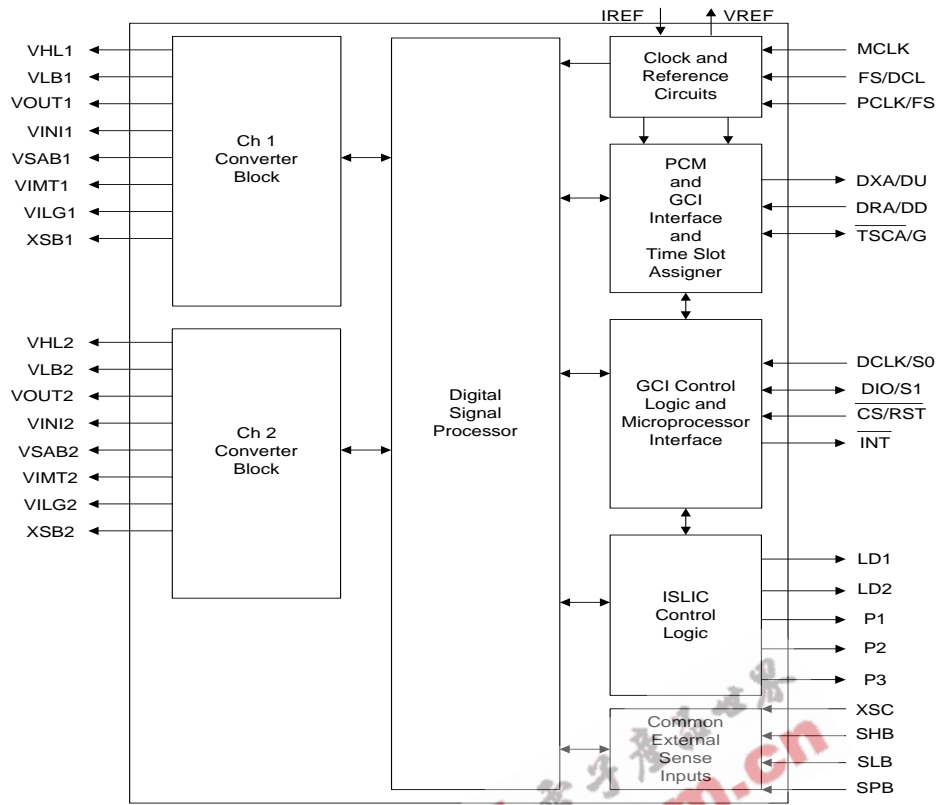 IREF
VREF
VHL1
VLB1
VOUT1
VINI1
VSAB1
VIMT1
VILG1
XSB1
Ch 1
Converter
Block
VHL2
VLB2
VOUT2
VINI2
VSAB2
VIMT2
VILG2
XSB2
Ch 2
Converter
Block
Digital
Signal
Processor
Clock and
Reference
Circuits
MCLK
FS/DCL
PCLK/FS
PCM
and
GCI
Interface
and
Time Slot
Assigner
DXA/DU
DRA/DD
TSCA/G
GCI Control
Logic and
Microprocessor
Interface
DCLK/S0
DIO/S1
CS/RST
INT
ISLIC
Control
Logic
LD1
LD2
P1
P2
P3
Common
External
Sense
Inputs
XSC
SHB
SLB
SPB
世界
m.cn